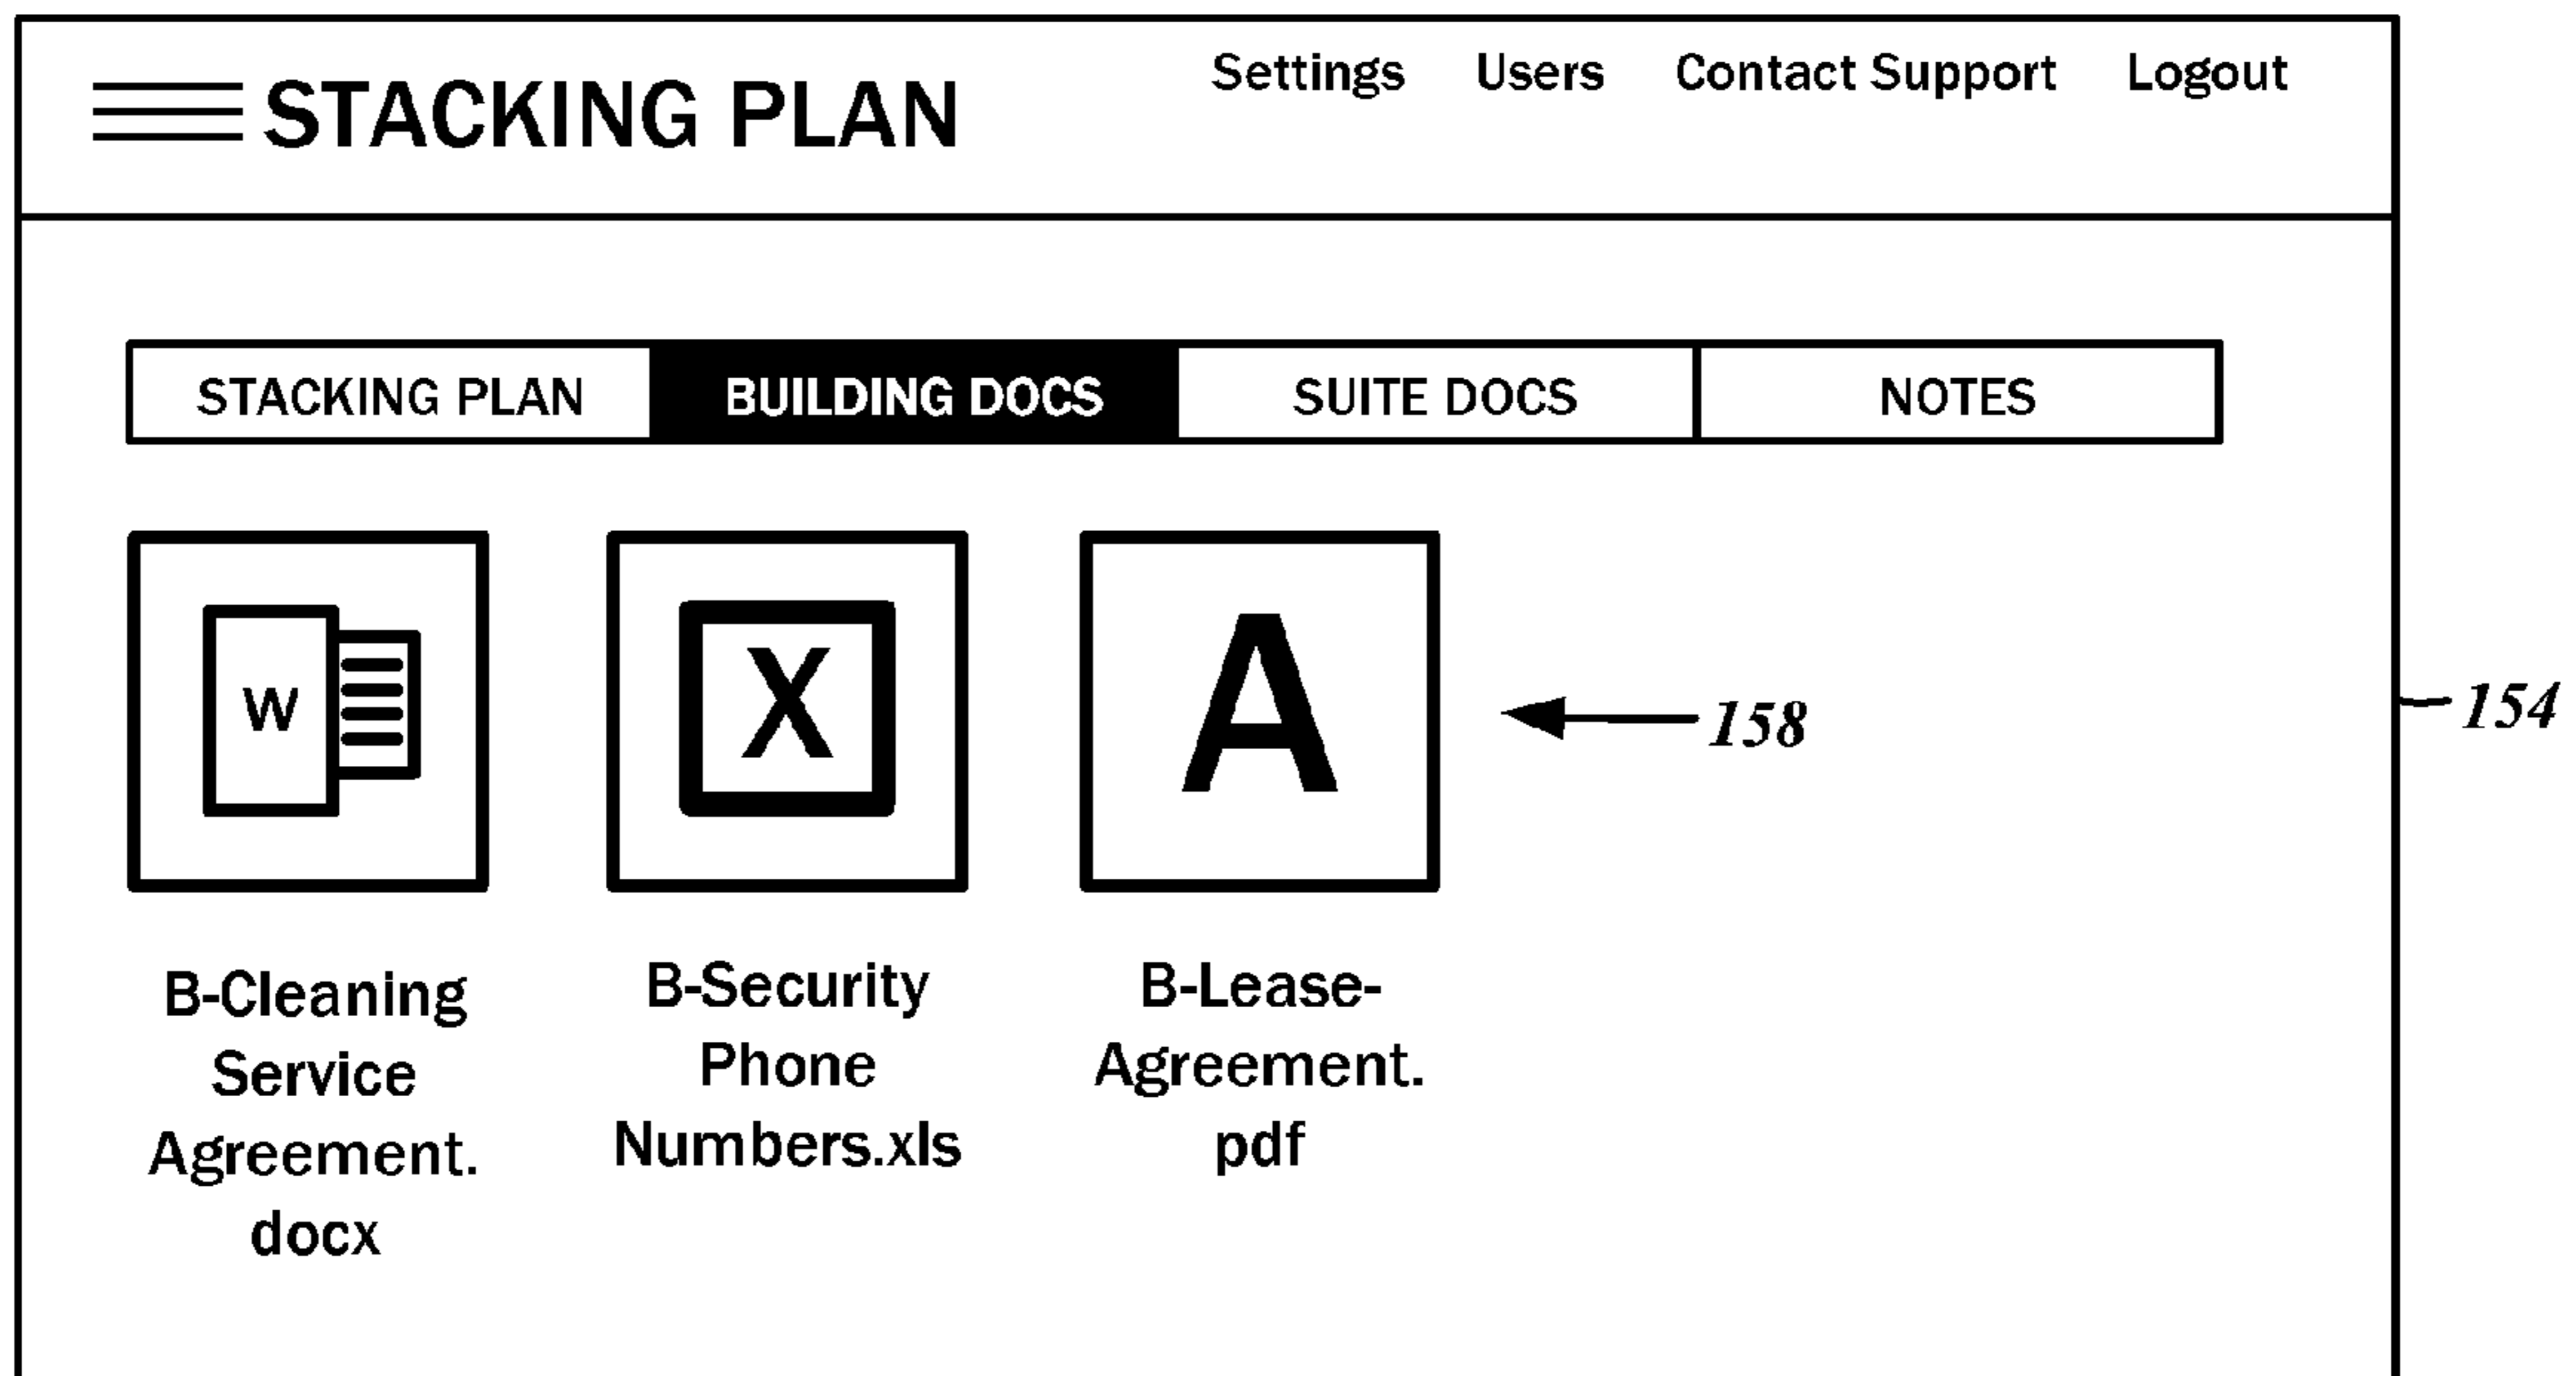 STACKING PLAN
Settings Users Contact Support Logout
STACKING PLAN BUILDING DOCS SUITE DOCS NOTES
W
X
A
158
154
B-Cleaning
Service
Agreement.
docx
B-Security
Phone
Numbers.xls
B-Lease-
Agreement.
pdf